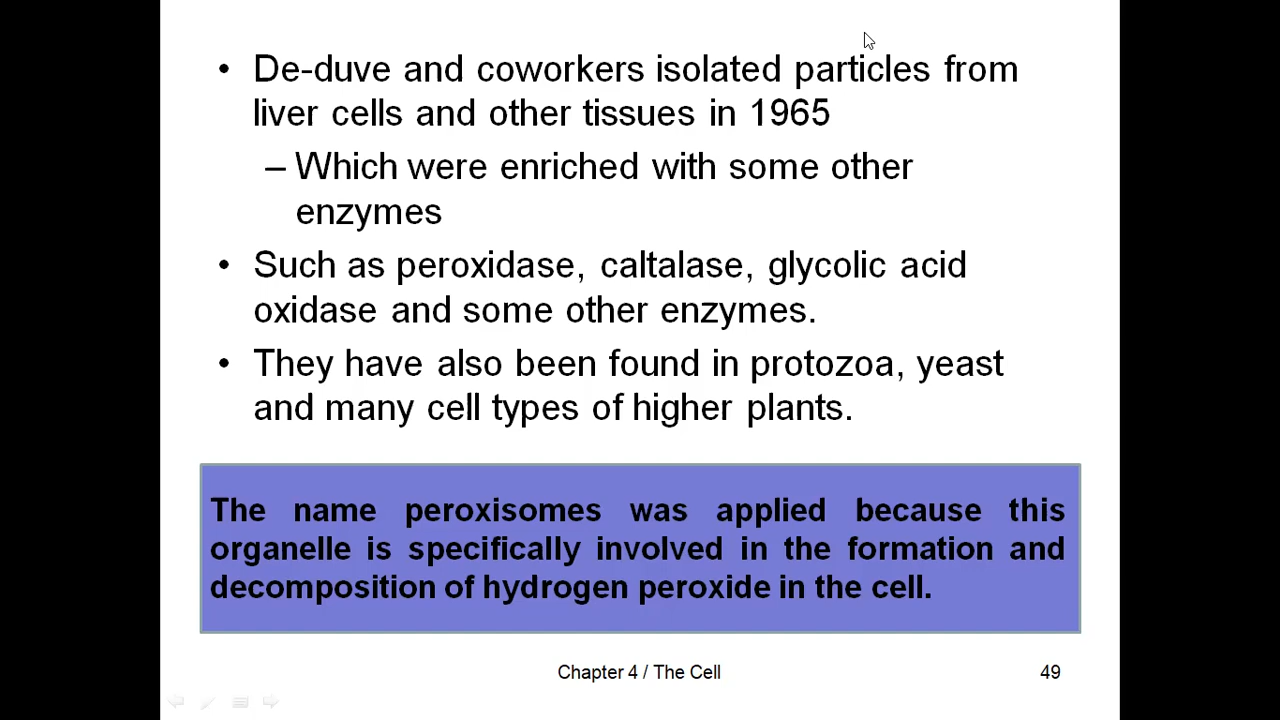 • De-duve and coworkers isolated particles from
liver cells and other tissues in 1965
– Which were enriched with some other
enzymes
• Such as peroxidase, caltalase, glycolic acid
oxidase and some other enzymes.
• They have also been found in protozoa, yeast
and many cell types of higher plants.
The name peroxisomes was applied because this
organelle is specifically involved in the formation and
decomposition of hydrogen peroxide in the cell.
Chapter 4 / The Cell
49